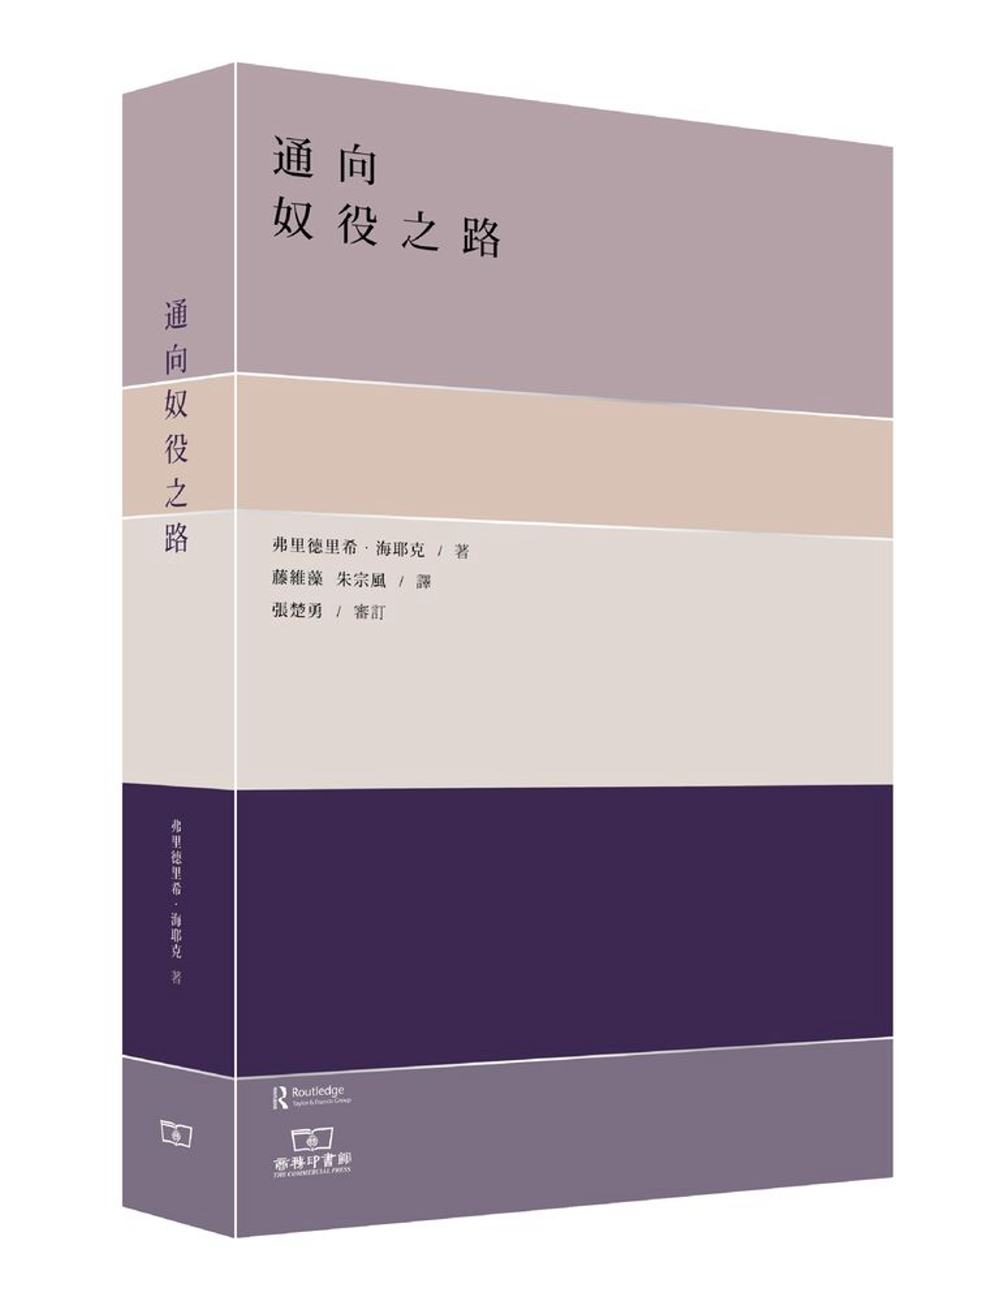 通向
奴役之路
弗里德里希·海耶克 / 著
藤維藻 朱宗風 / 譯
張楚勇 / 審訂
Routledge
Taylor & Francis Group
商務印書館
THE COMMERCIAL PRESS
通向奴役之路
弗里德里希·海耶克 著